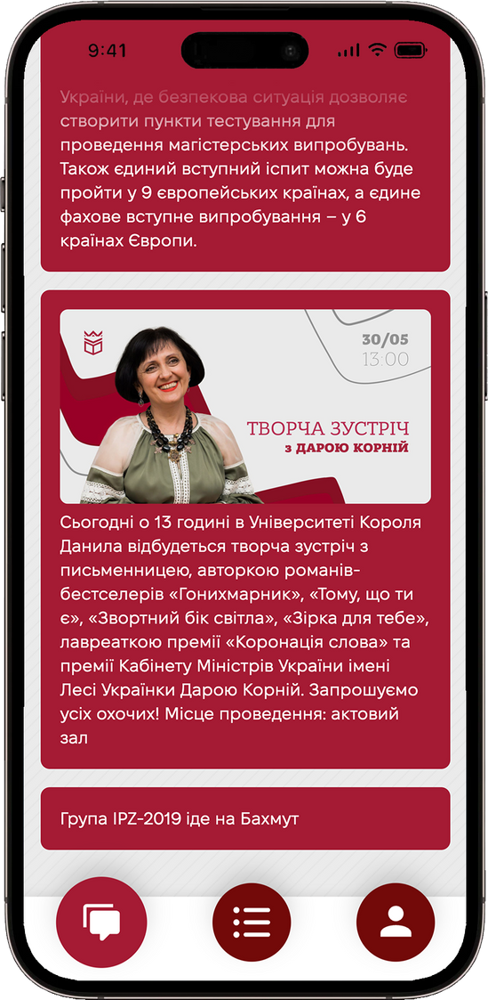 9:41
України, де безпекова ситуація дозволяє
створити пункти тестування для
проведення магістерських випробувань.
Також єдиний вступний іспит можна буде
пройти у 9 європейських країнах, а єдине
фахове вступне випробування – у 6
країнах Європи.
30/05
13:00
ТВОРЧА ЗУСТРІЧ
з ДАРОЮ КОРНІЙ
Сьогодні о 13 годині в Університеті Короля
Данила відбудеться творча зустріч з
письменницею, авторкою романів-
бестселерів «Гонихмарник», «Тому, що ти
є», «Звортний бік світла», «Зірка для тебе»,
лавреаткою премії «Коронація слова» та
премії Кабінету Міністрів України імені
Лесі Українки Дарою Корній. Запрошуємо
усіх охочих! Місце проведення: актовий
зал
Група IPZ-2019 іде на Бахмут